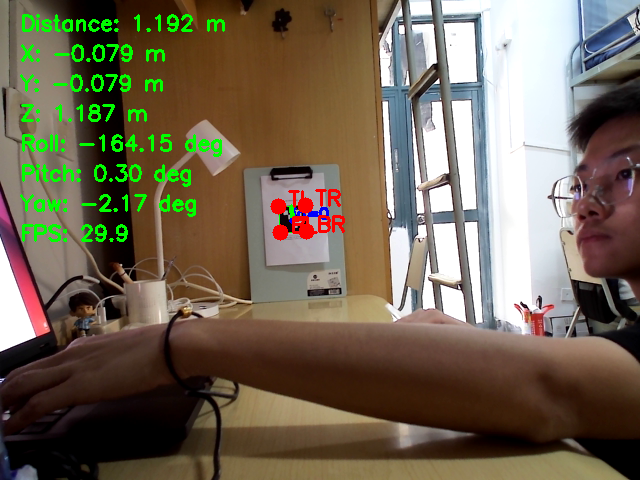 Distance: 1.192 m
X: -0.079 m
Y: -0.079 m
Z: 1.187 m
Roll: -164.15 deg
Pitch: 0.30 deg
Yaw: -2.17 deg
FPS: 29.9
TL TR
BL BR